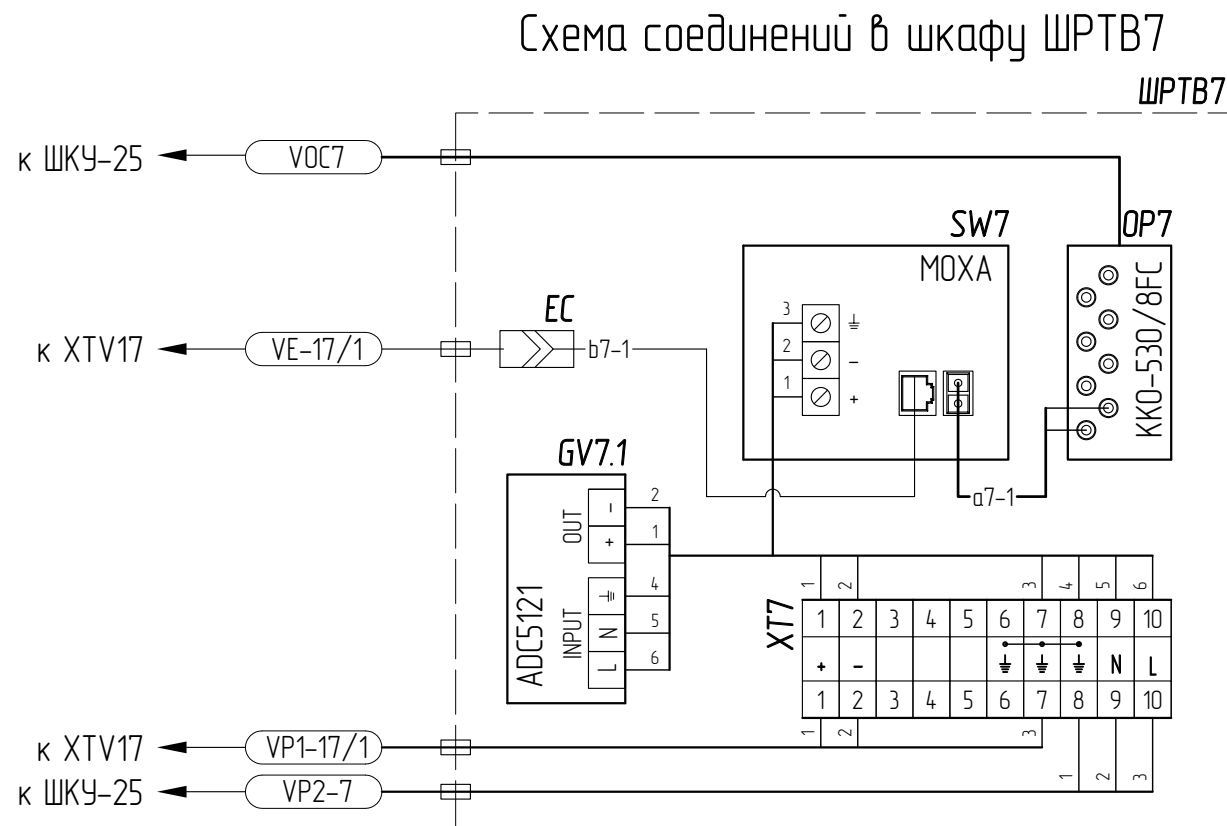 Схема соединений в шкафу ШРТВ7
ШРТВ7
к ШКУ-25
VOC7
SW7
OP7
MOXA
ККО-530/8FC
3
2
-
1
+
EC
к XTV17
VE-17/1
b7-1
a7-1
GV7.1
ADC5121
OUT
-
+
INPUT
N
L
2
1
4
5
6
XT7
1 2 3 4 5 6
1 2 3 4 5 6 7 8 9 10
+ - N L
1 2 3 4 5 6 7 8 9 10
1 2 3
1 2 3
к XTV17
VP1-17/1
к ШКУ-25
VP2-7